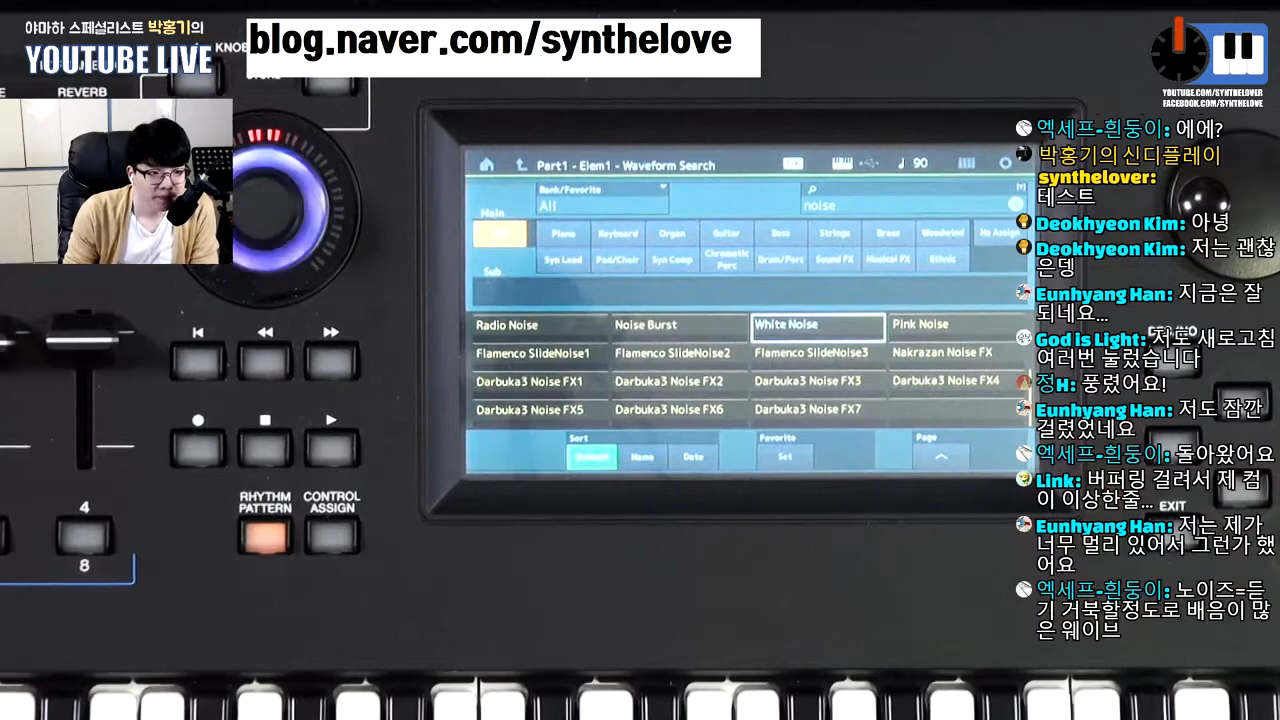 야마하 스페셜리스트 박홍기의
YOUTUBE LIVE
blog.naver.com/synthelove
REVERB
YOUTUBE.COM/SYNTHELOVER
FACEBOOK.COM/SYNTHELOVE
Part1 - Elem1 - Waveform Search
90
Bank/Favorite
All
noise
Main
Piano Keyboard Organ Guitar Bass Strings Brass Woodwind No Assign
Syn Lead Pad/Choir Syn Comp Chromatic Perc Drum/Perc Sound FX Musical FX Ethnic
Sub
Radio Noise Noise Burst White Noise Pink Noise
Flamenco SlideNoise1 Flamenco SlideNoise2 Flamenco SlideNoise3 Nakrazan Noise FX
Darbuka3 Noise FX1 Darbuka3 Noise FX2 Darbuka3 Noise FX3 Darbuka3 Noise FX4
Darbuka3 Noise FX5 Darbuka3 Noise FX6 Darbuka3 Noise FX7
Sort Favorite Page
Name Date Set
RHYTHM PATTERN
CONTROL ASSIGN
4
8
EXIT
엑세프-흰둥이: 에에?
박홍기의 신디플레이
synthelover:
테스트
Deokhyeon Kim: 아녕
Deokhyeon Kim: 저는 괜찮
은뎅
Eunhyang Han: 지금은 잘
되네요...
God is Light: 저도 새로고침
여러번 눌렀습니다
정H: 풍렸어요!
Eunhyang Han: 저도 잠깐
걸렸었네요
엑세프-흰둥이: 돌아왔어요
Link: 버퍼링 걸려서 제 컴
이 이상한줄...
Eunhyang Han: 저는 제가
너무 멀리 있어서 그런가 했
어요
엑세프-흰둥이: 노이즈=듣
기 거북할정도로 배음이 많
은 웨이브